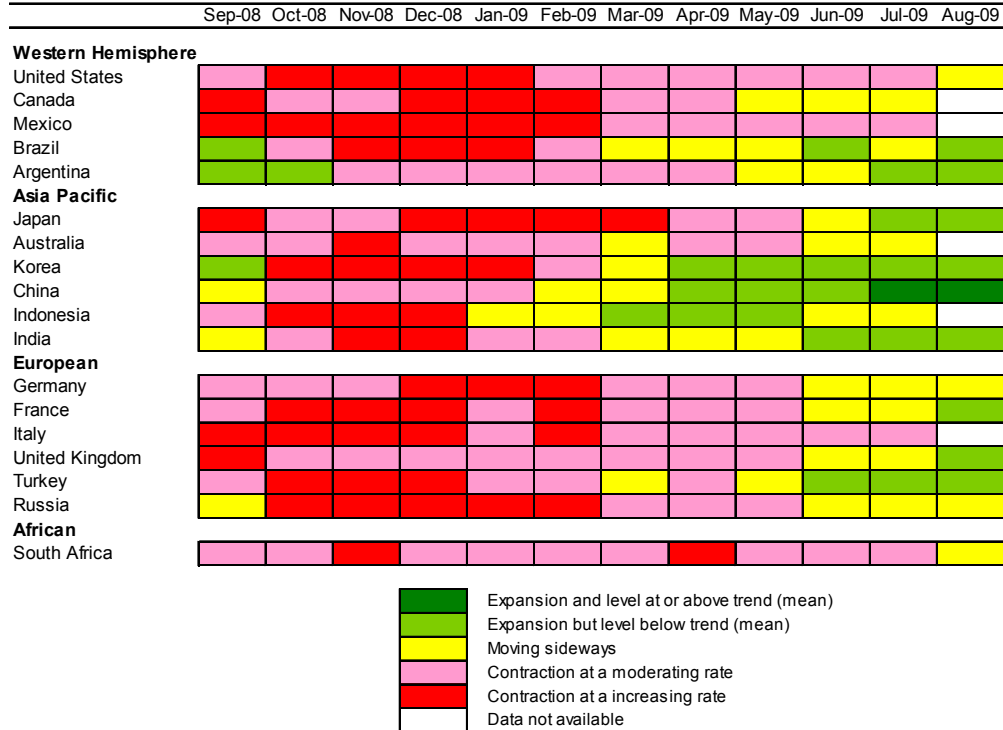 Sep-08 Oct-08 Nov-08 Dec-08 Jan-09 Feb-09 Mar-09 Apr-09 May-09 Jun-09 Jul-09 Aug-09
Western Hemisphere
United States
Canada
Mexico
Brazil
Argentina
Asia Pacific
Japan
Australia
Korea
China
Indonesia
India
European
Germany
France
Italy
United Kingdom
Turkey
Russia
African
South Africa
Expansion and level at or above trend (mean)
Expansion but level below trend (mean)
Moving sideways
Contraction at a moderating rate
Contraction at a increasing rate
Data not available